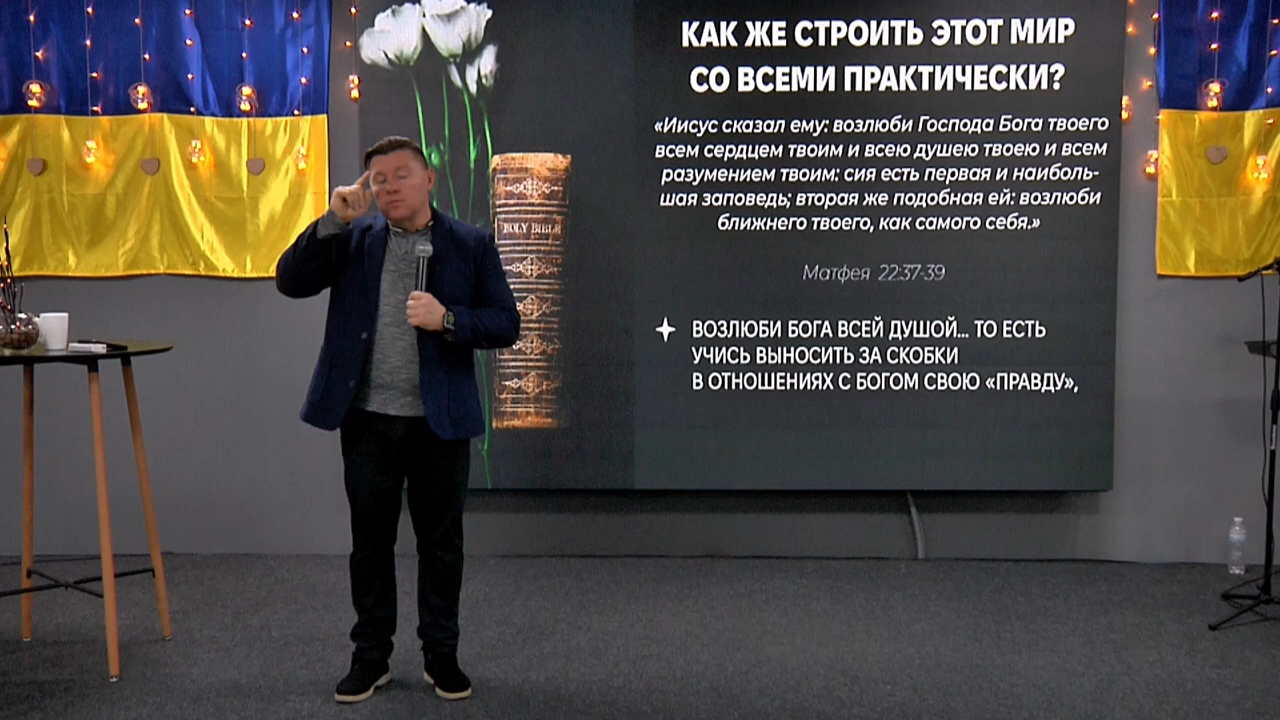 КАК ЖЕ СТРОИТЬ ЭТОТ МИР
СО ВСЕМИ ПРАКТИЧЕСКИ?
«Иисус сказал ему: возлюби Господа Бога твоего
всем сердцем твоим и всею душею твоею и всем
разумением твоим: сия есть первая и наиболь-
шая заповедь; вторая же подобная ей: возлюби
ближнего твоего, как самого себя.»
Матфея 22:37-39
ВОЗЛЮБИ БОГА ВСЕЙ ДУШОЙ... ТО ЕСТЬ
УЧИСЬ ВЫНОСИТЬ ЗА СКОБКИ
В ОТНОШЕНИЯХ С БОГОМ СВОЮ «ПРАВДУ»,
HOLY BIBLE